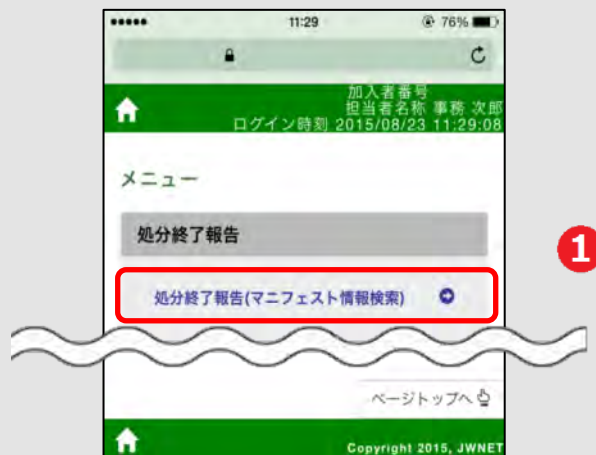 11:29
76%
加入者番号
担当者名称 事務 次郎
ログイン時刻 2015/08/23 11:29:08
メニュー
処分終了報告
処分終了報告(マニフェスト情報検索)
1
ページトップへ
Copyright 2015, JWNET